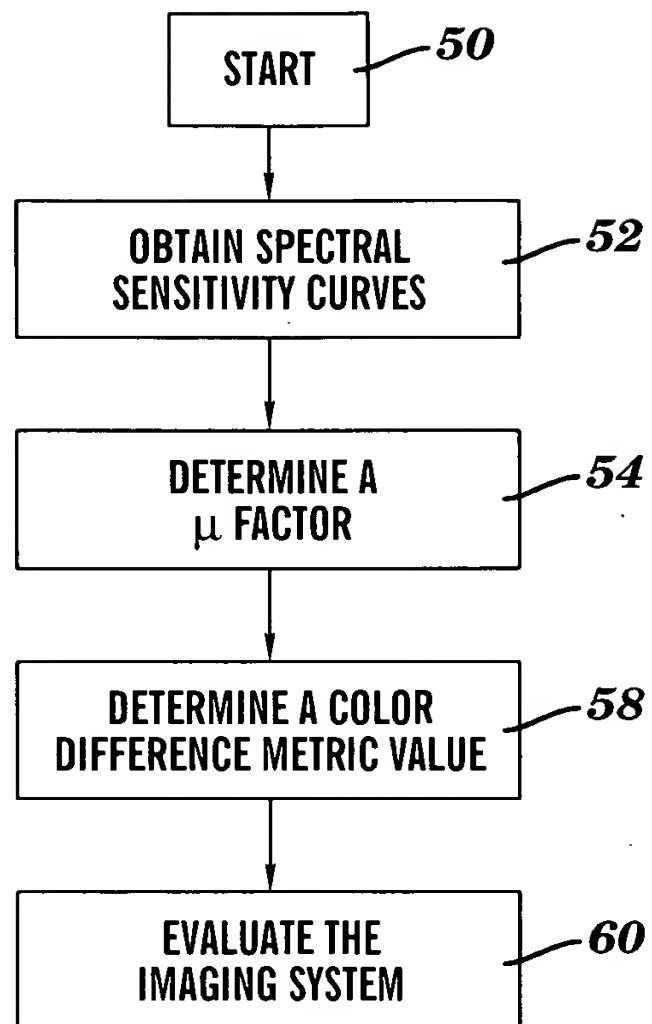 START
50
OBTAIN SPECTRAL
SENSITIVITY CURVES
52
DETERMINE A
μ FACTOR
54
DETERMINE A COLOR
DIFFERENCE METRIC VALUE
58
EVALUATE THE
IMAGING SYSTEM
60